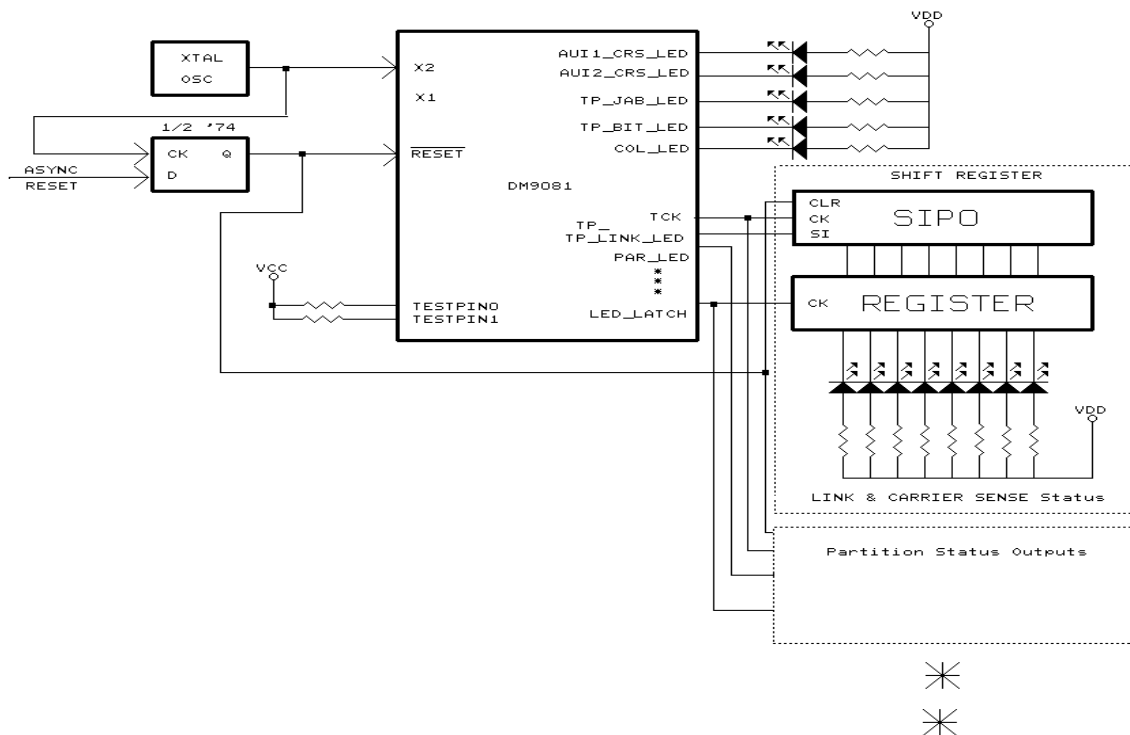 VDD
XTAL
OSC
X2
X1
AUI1_CRS_LED
AUI2_CRS_LED
TP_JAB_LED
TP_BIT_LED
COL_LED
1/2 '74
CK Q
D
ASYNC
RESET
RESET
DM9081
SHIFT REGISTER
CLR
CK
SI
SIPO
TCK
TP_
TP_LINK_LED
PAR_LED
***
LED_LATCH
VCC
TESTPIN0
TESTPIN1
CK
REGISTER
VDD
LINK & CARRIER SENSE Status
Partition Status Outputs